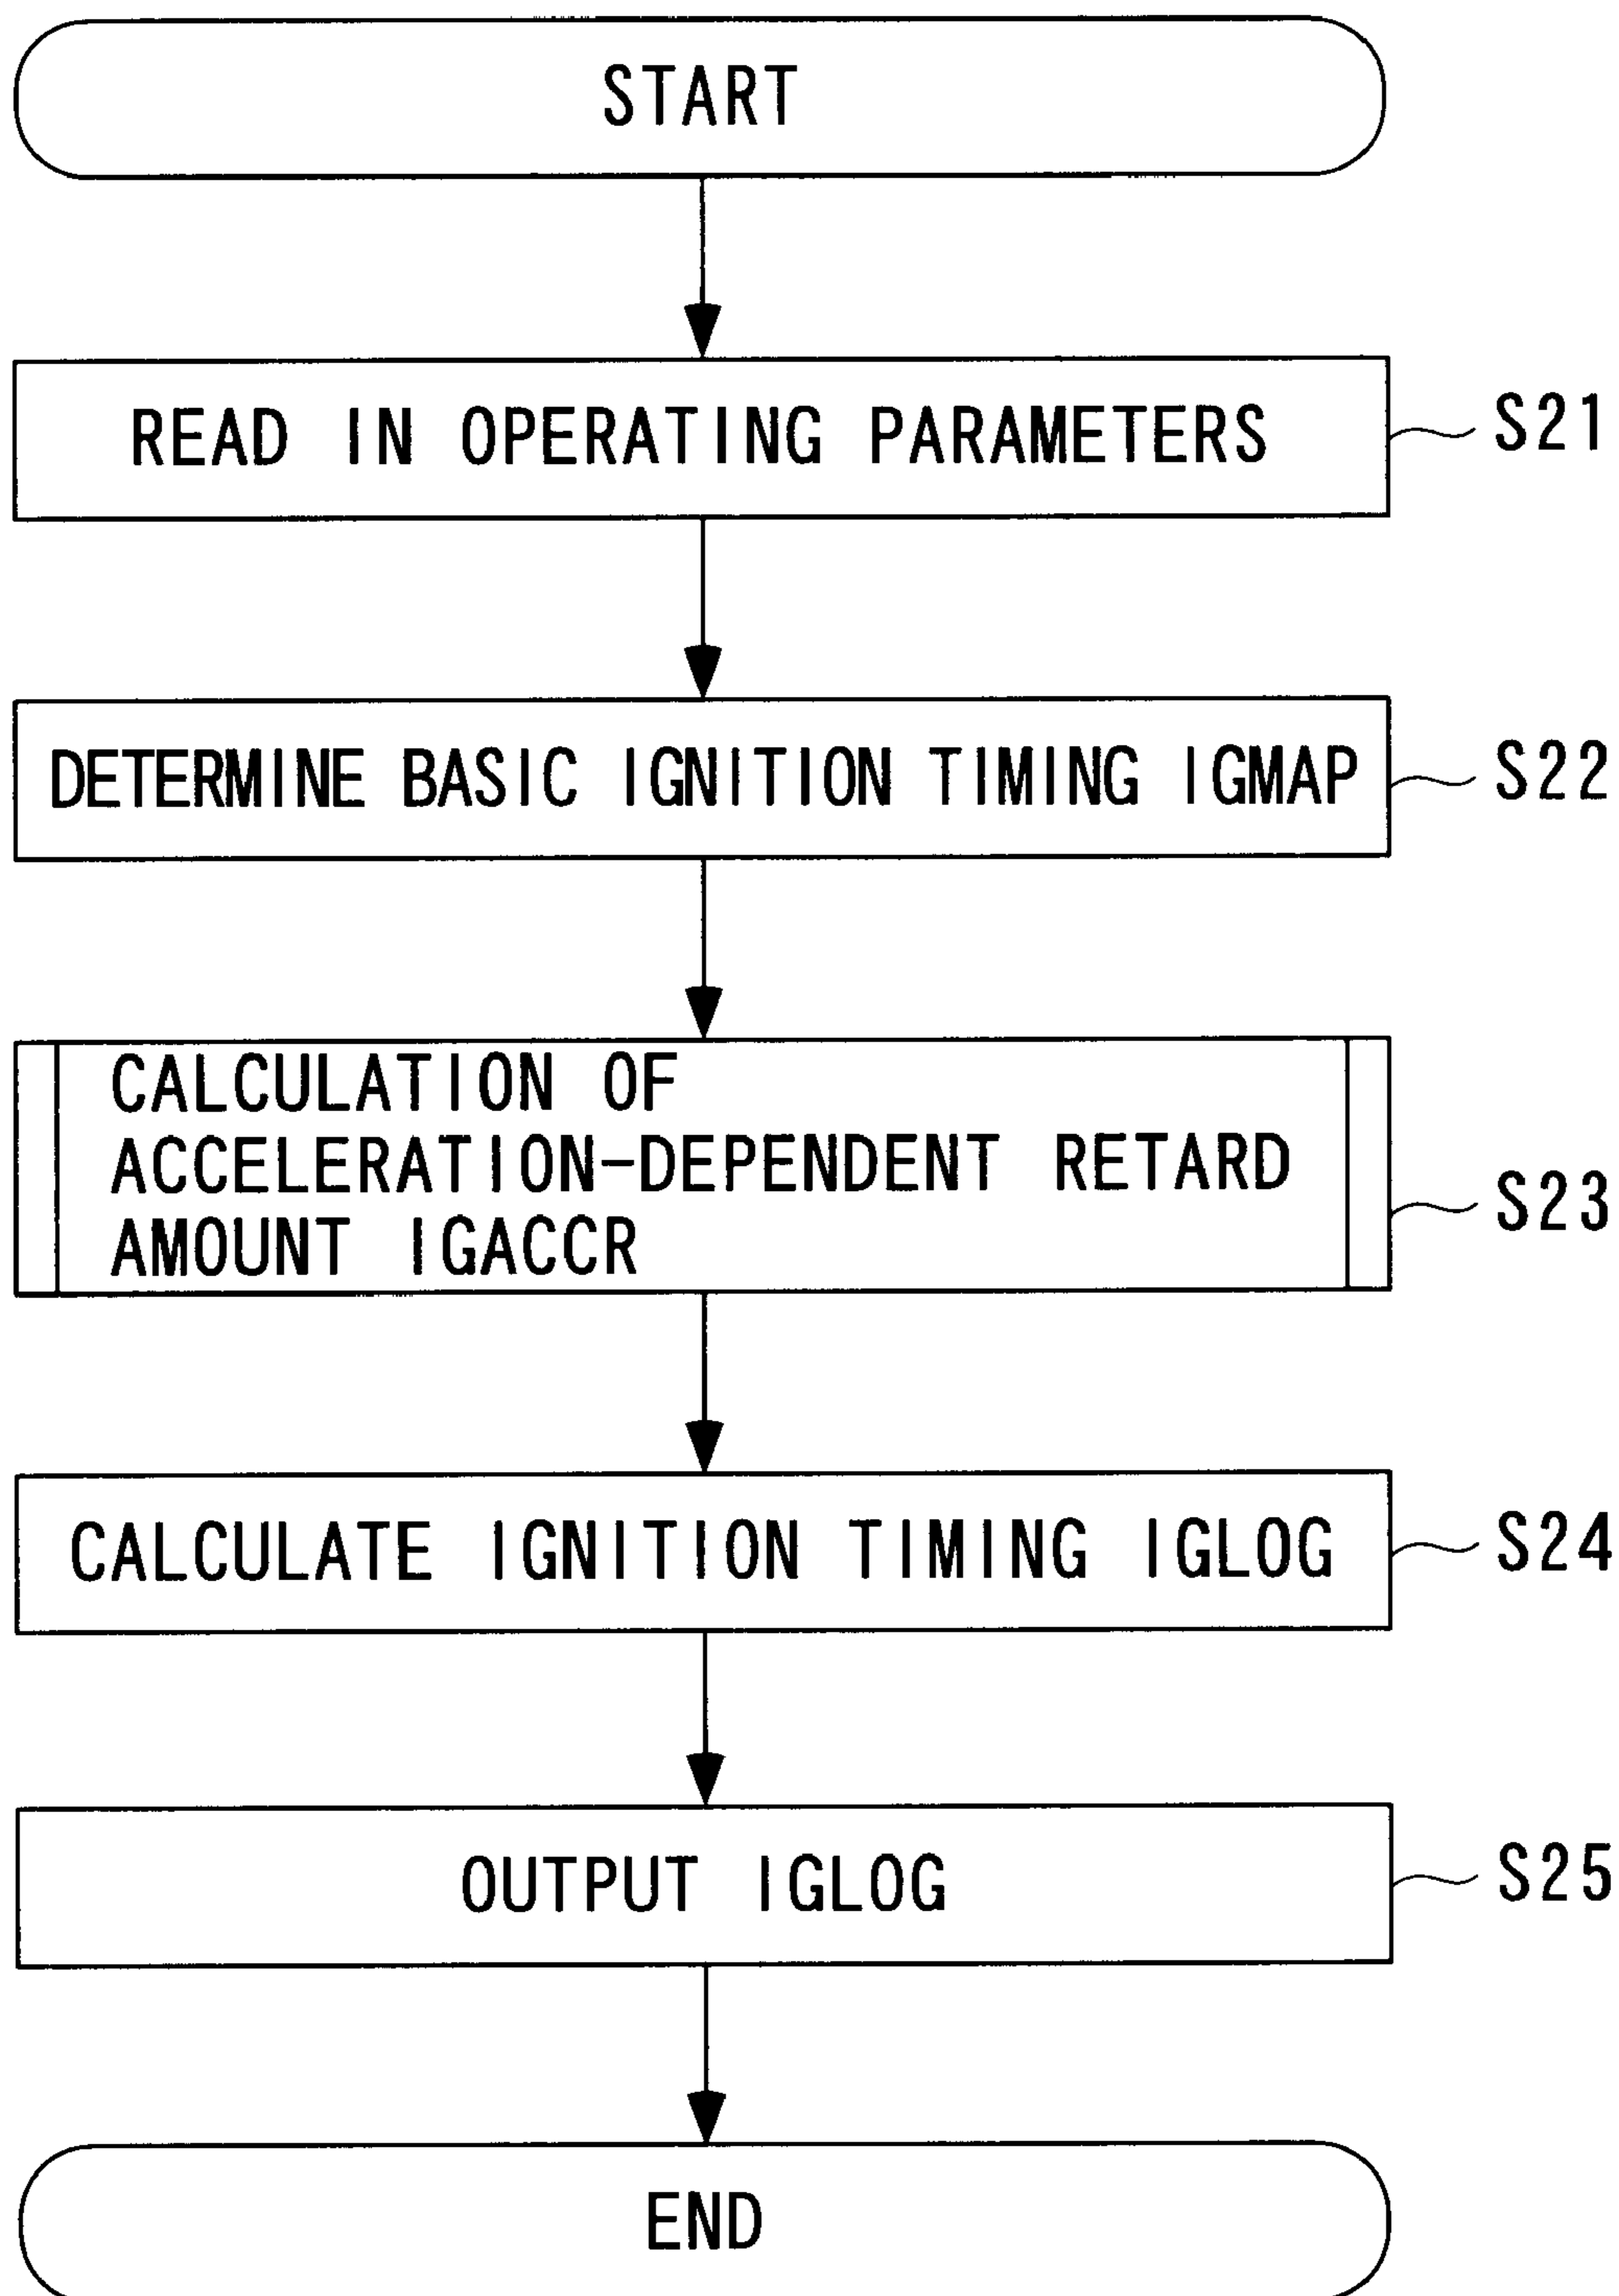 START
READ IN OPERATING PARAMETERS
S21
DETERMINE BASIC IGNITION TIMING IGMAP
S22
CALCULATION OF
ACCELERATION-DEPENDENT RETARD
AMOUNT IGACCR
S23
CALCULATE IGNITION TIMING IGLOG
S24
OUTPUT IGLOG
S25
END